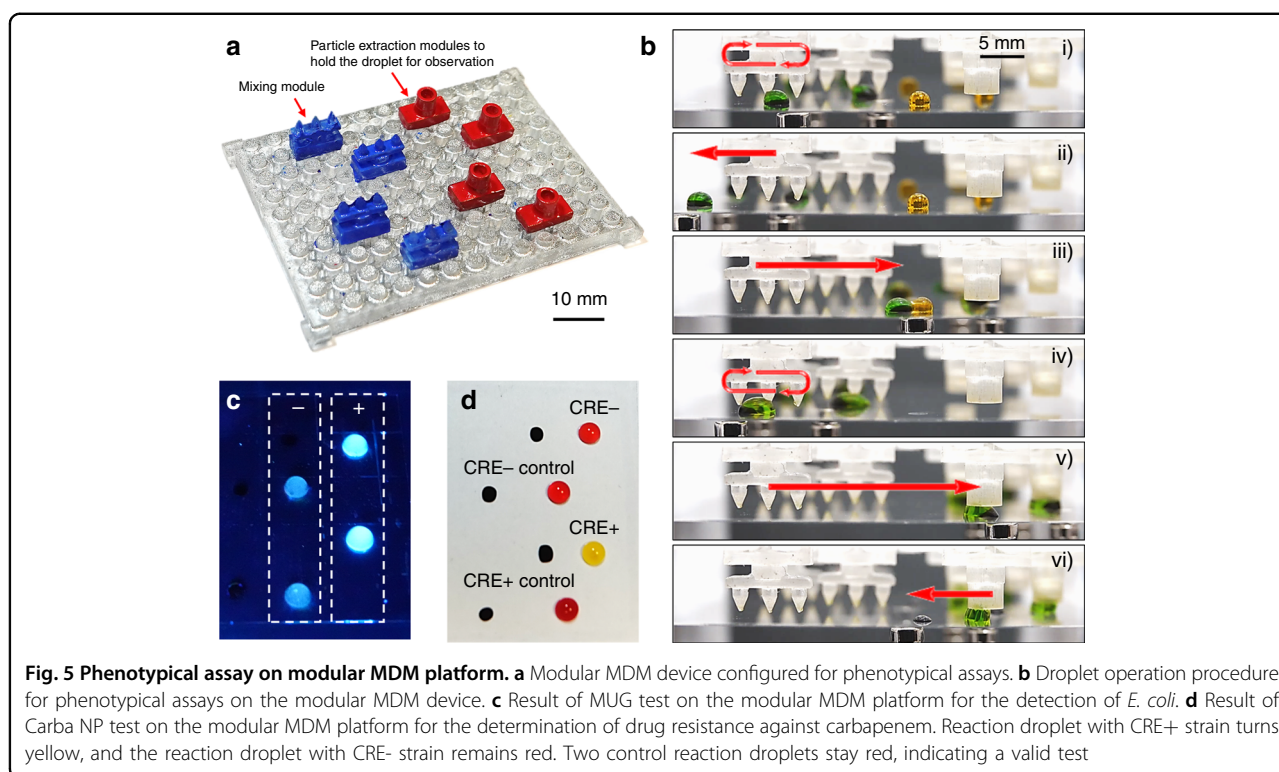 a
Particle extraction modules to
hold the droplet for observation
Mixing module
10 mm
b
5 mm
i)
ii)
iii)
iv)
v)
vi)
c
− +
d
CRE−
CRE− control
CRE+
CRE+ control
Fig. 5 Phenotypical assay on modular MDM platform. a Modular MDM device configured for phenotypical assays. b Droplet operation procedure
for phenotypical assays on the modular MDM device. c Result of MUG test on the modular MDM platform for the detection of E. coli. d Result of
Carba NP test on the modular MDM platform for the determination of drug resistance against carbapenem. Reaction droplet with CRE+ strain turns
yellow, and the reaction droplet with CRE- strain remains red. Two control reaction droplets stay red, indicating a valid test